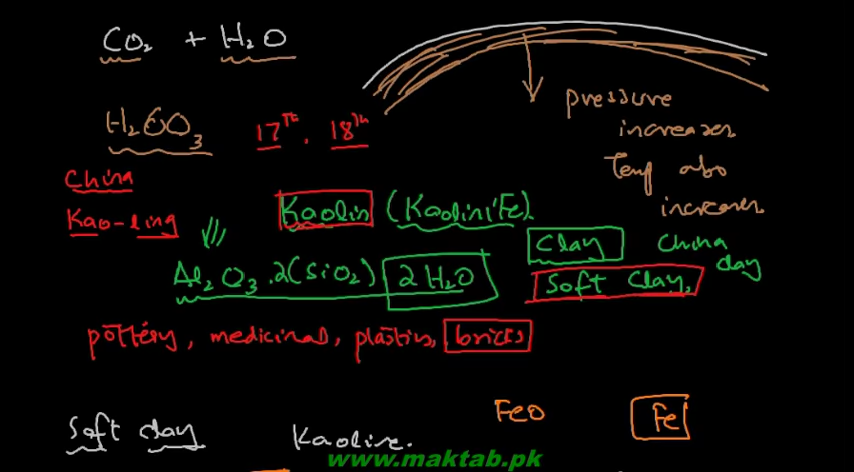 CO₂ + H₂O
pressure
increases
H₂CO₃ 17th, 18th
Temp also
increases
China
Kao-ling
Kaolin (Kaolinite).
Clay China clay
Al₂O₃.2(SiO₂) 2H₂O
Soft Clay,
pottery, medicinal, plastics, bricks
FeO Fe
Soft clay Kaoline.
www.maktab.pk